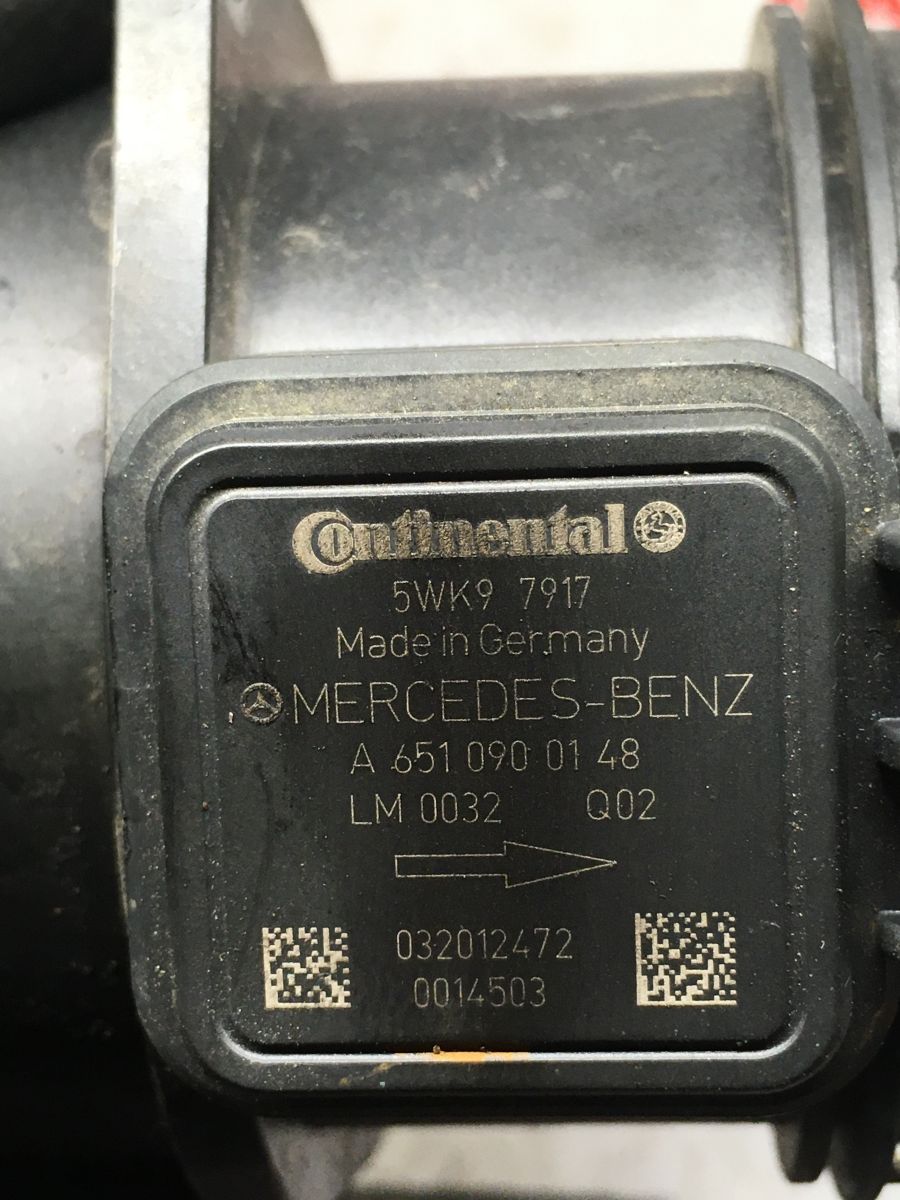 Continental
5WK9 7917
Made in Germany
MERCEDES-BENZ
A 651 090 01 48
LM 0032 Q02
032012472
0014503